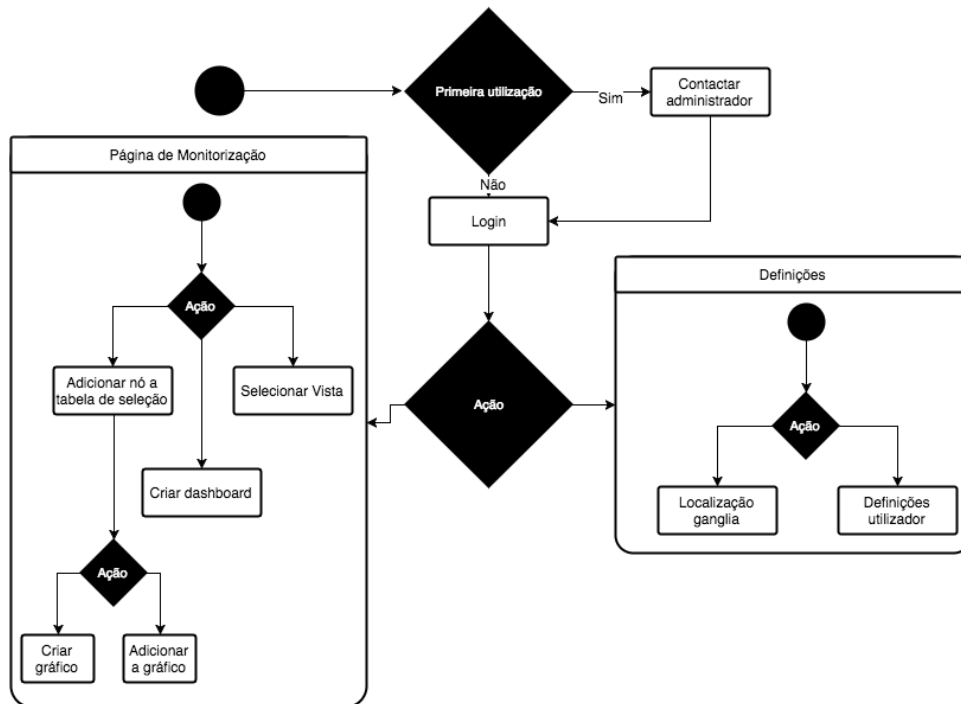 Primeira utilização
Sim
Contactar
administrador
Não
Login
Página de Monitorização
Ação
Adicionar nó a
tabela de seleção
Selecionar Vista
Criar dashboard
Ação
Criar
gráfico
Adicionar
a gráfico
Ação
Definições
Ação
Localização
ganglia
Definições
utilizador